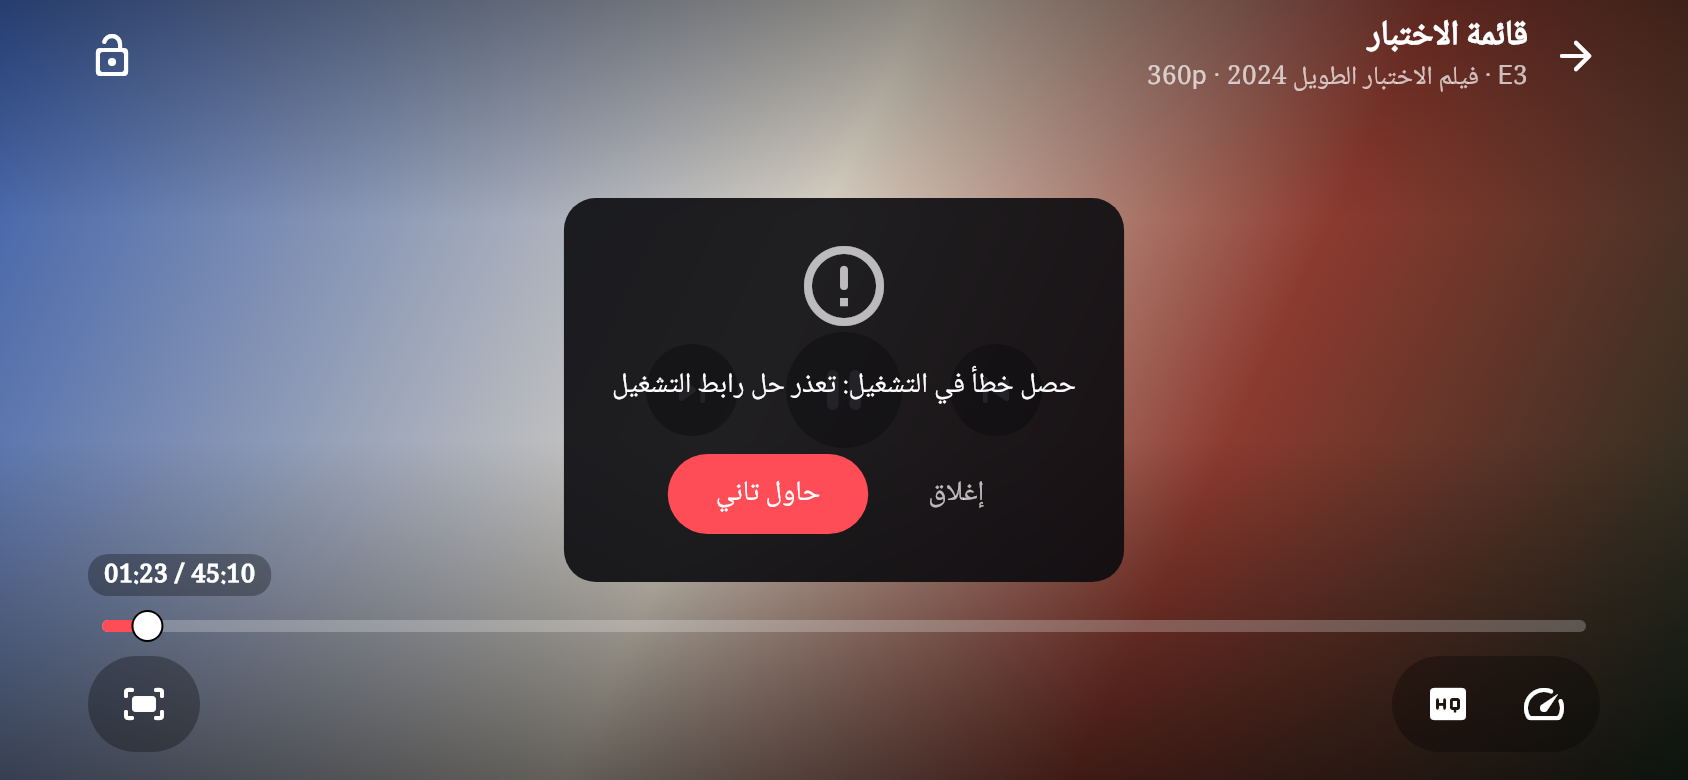 قائمة الاختبار
E3 · فيلم الاختبار الطويل 2024 · 360p
حصل خطأ في التشغيل: تعذر حل رابط التشغيل
إغلاق
حاول تاني
01:23 / 45:10
HQ